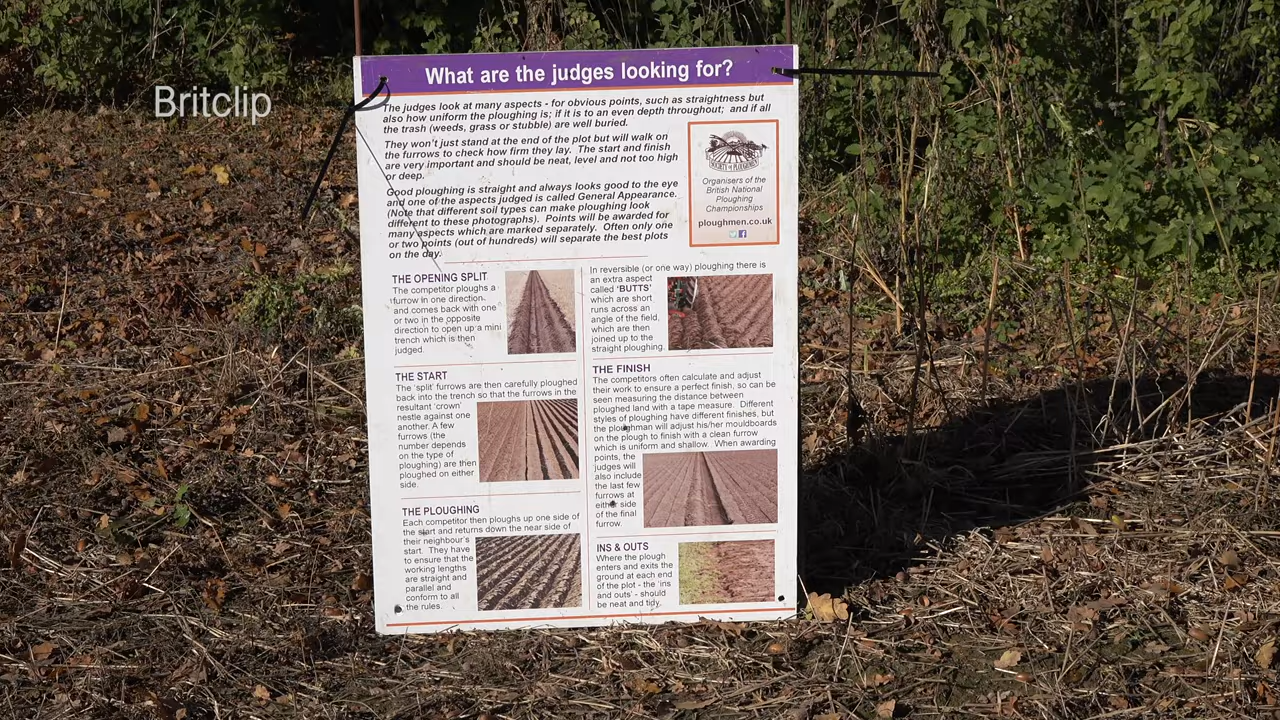 Britclip
What are the judges looking for?
The judges look at many aspects - for obvious points, such as straightness but
also how uniform the ploughing is; if it is to an even depth throughout; and if all
the trash (weeds, grass or stubble) are well buried.
They won't just stand at the end of the plot but will walk on
the furrows to check how firm they lay. The start and finish
are very important and should be neat, level and not too high
or deep.
Good ploughing is straight and always looks good to the eye
and one of the aspects judged is called General Appearance.
(Note that different soil types can make ploughing look
different to these photographs). Points will be awarded for
many aspects which are marked separately. Often only one
or two points (out of hundreds) will separate the best plots
on the day.
SOCIETY OF PLOUGHMEN
Organisers of the
British National
Ploughing
Championships
ploughmen.co.uk
THE OPENING SPLIT
The competitor ploughs a
furrow in one direction
and comes back with one
or two in the opposite
direction to open up a mini
trench which is then
judged.
THE START
The 'split' furrows are then carefully ploughed
back into the trench so that the furrows in the
resultant 'crown'
nestle against one
another. A few
furrows (the
number depends
on the type of
ploughing) are then
ploughed on either
side.
THE PLOUGHING
Each competitor then ploughs up one side of
the start and returns down the near side of
their neighbour's
start. They have
to ensure that the
working lengths
are straight and
parallel and
conform to all
the rules.
In reversible (or one way) ploughing there is
an extra aspect
called 'BUTTS'
which are short
runs across an
angle of the field,
which are then
joined up to the
straight ploughing.
THE FINISH
The competitors often calculate and adjust
their work to ensure a perfect finish, so can be
seen measuring the distance between
ploughed land with a tape measure. Different
styles of ploughing have different finishes, but
the ploughman will adjust his/her mouldboards
on the plough to finish with a clean furrow
which is uniform and shallow. When awarding
points, the
judges will
also include
the last few
furrows at
either side
of the final
furrow.
INS & OUTS
Where the plough
enters and exits the
ground at each end
of the plot - the 'ins
and outs' - should
be neat and tidy.